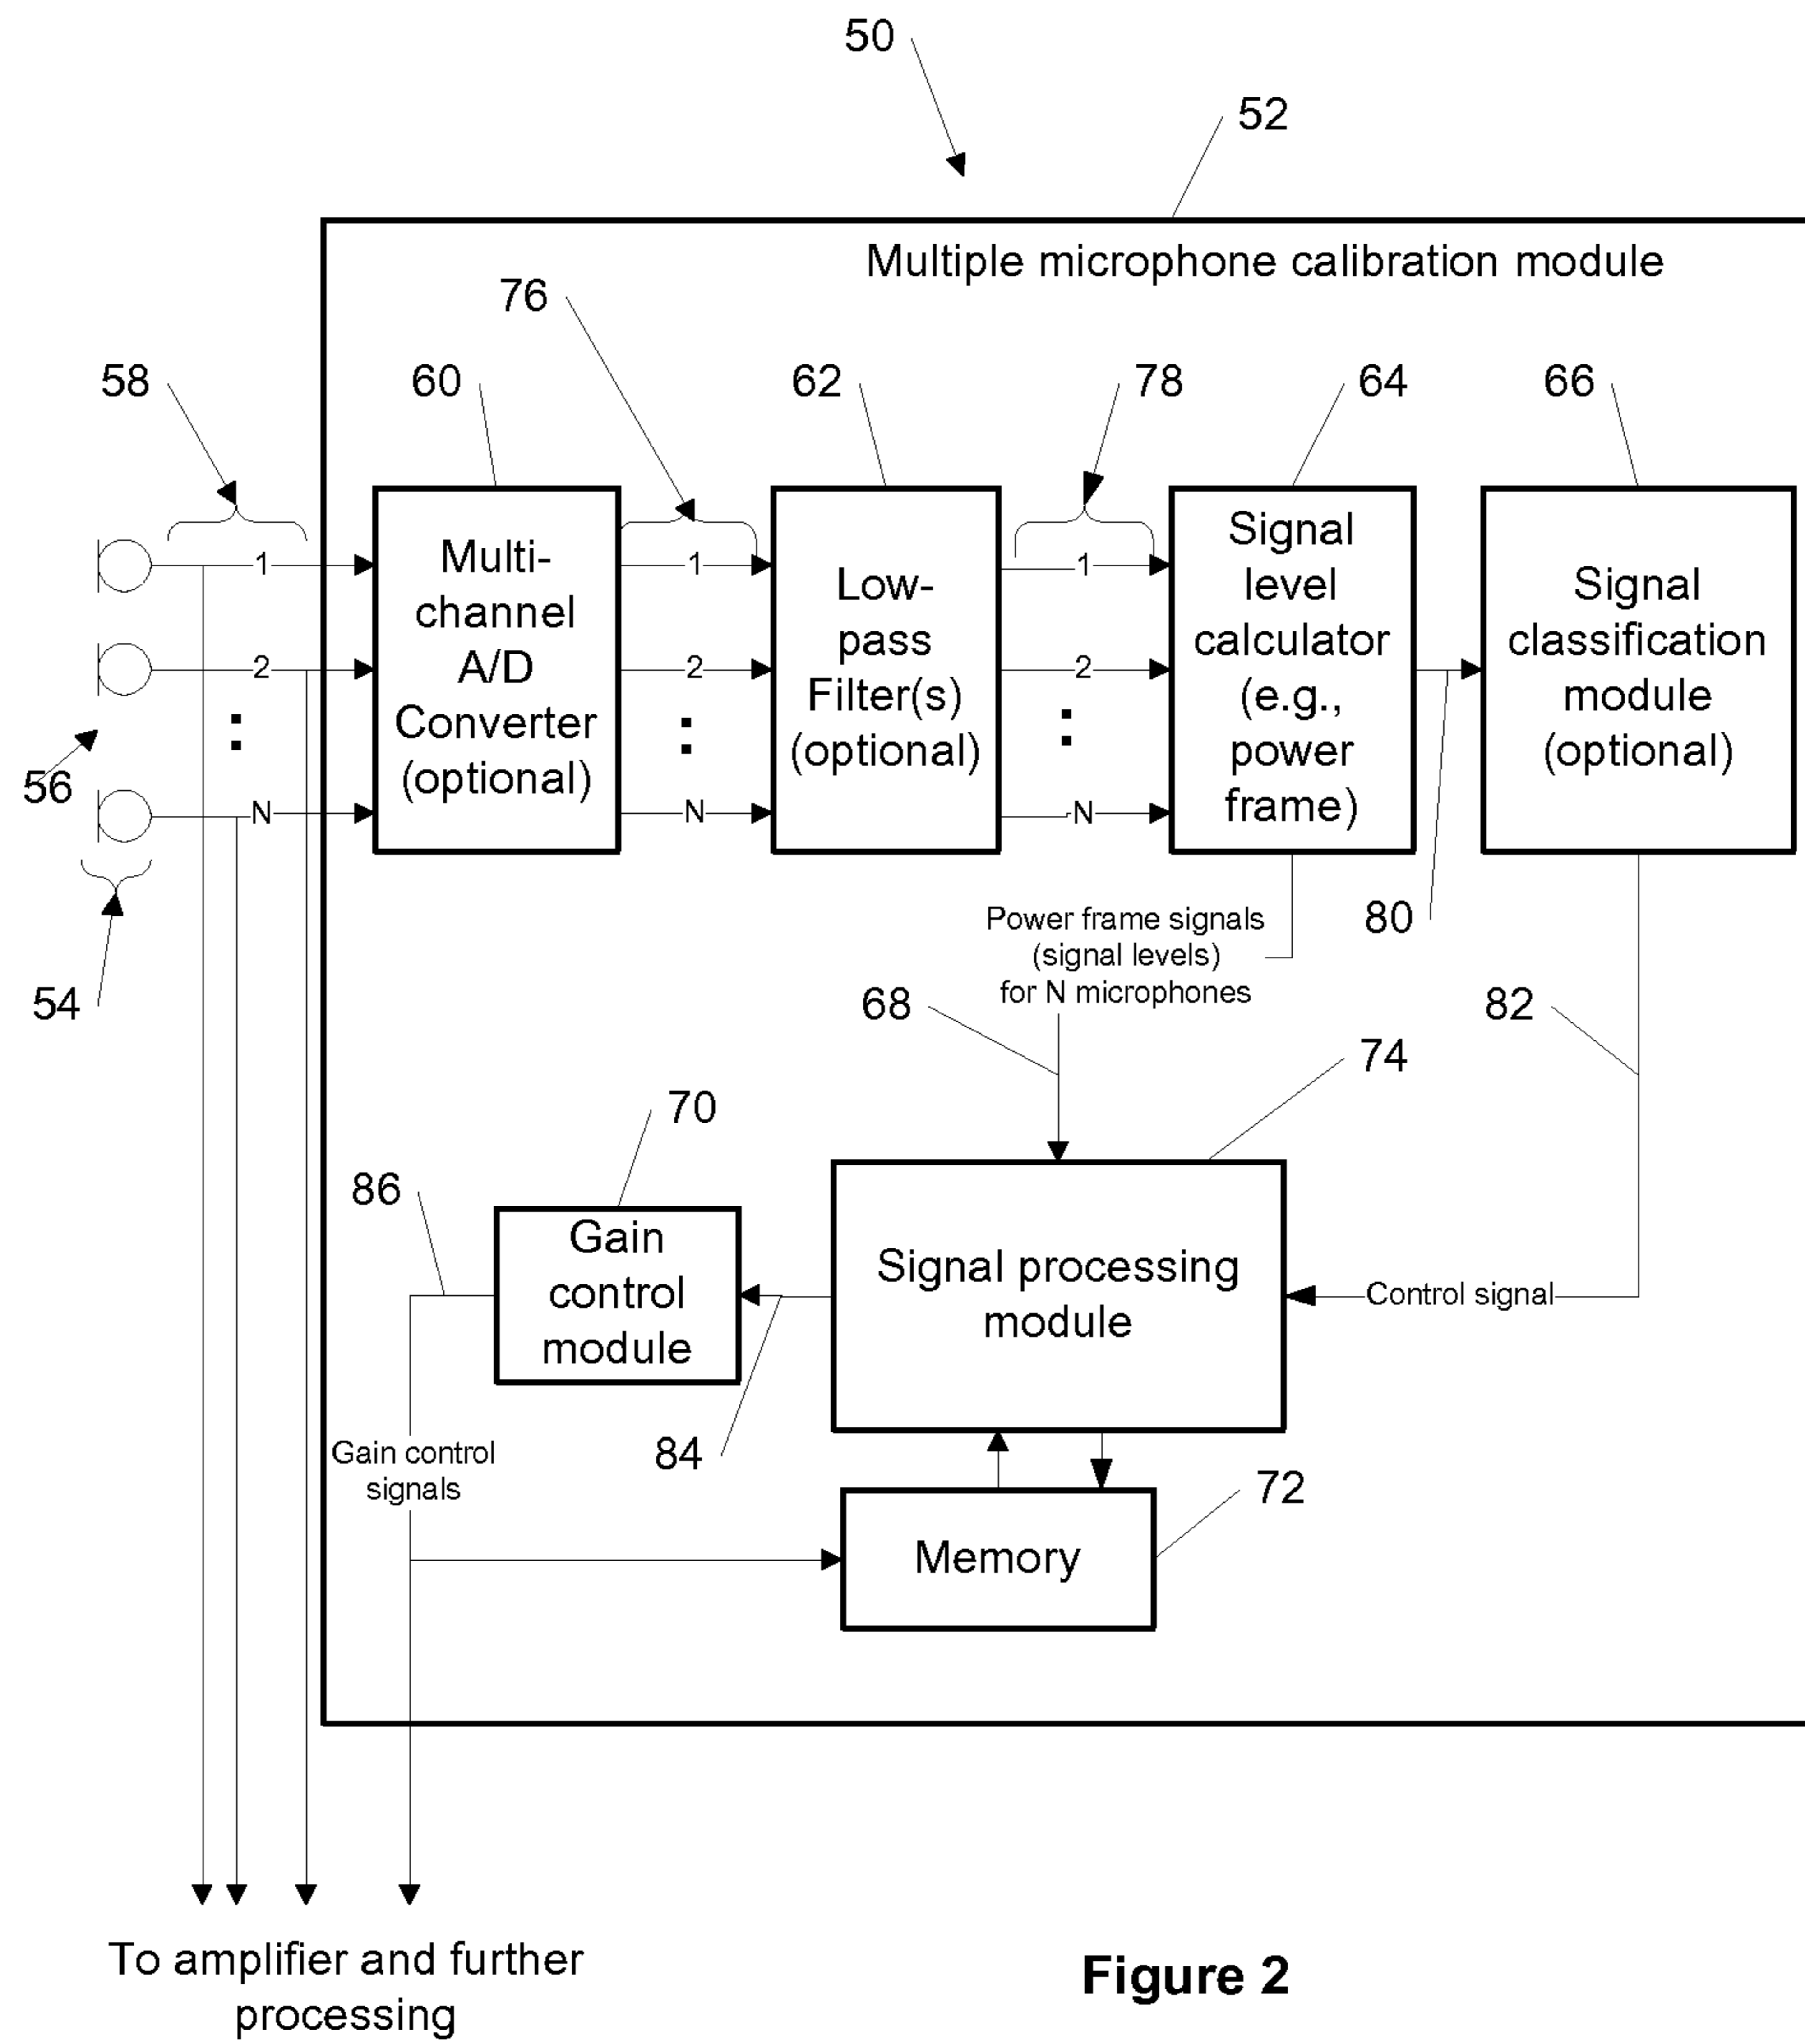 50
52
Multiple microphone calibration module
76
58
60
62
78
64
66
Multi-
channel
A/D
Converter
(optional)
Low-
pass
Filter(s)
(optional)
Signal
level
calculator
(e.g.,
power
frame)
Signal
classification
module
(optional)
1
1
1
2
2
2
:
:
:
N
N
N
56
54
Power frame signals
(signal levels)
for N microphones
80
68
82
74
70
86
Gain
control
module
Signal processing
module
Control signal
84
Gain control
signals
72
Memory
To amplifier and further
processing
Figure 2